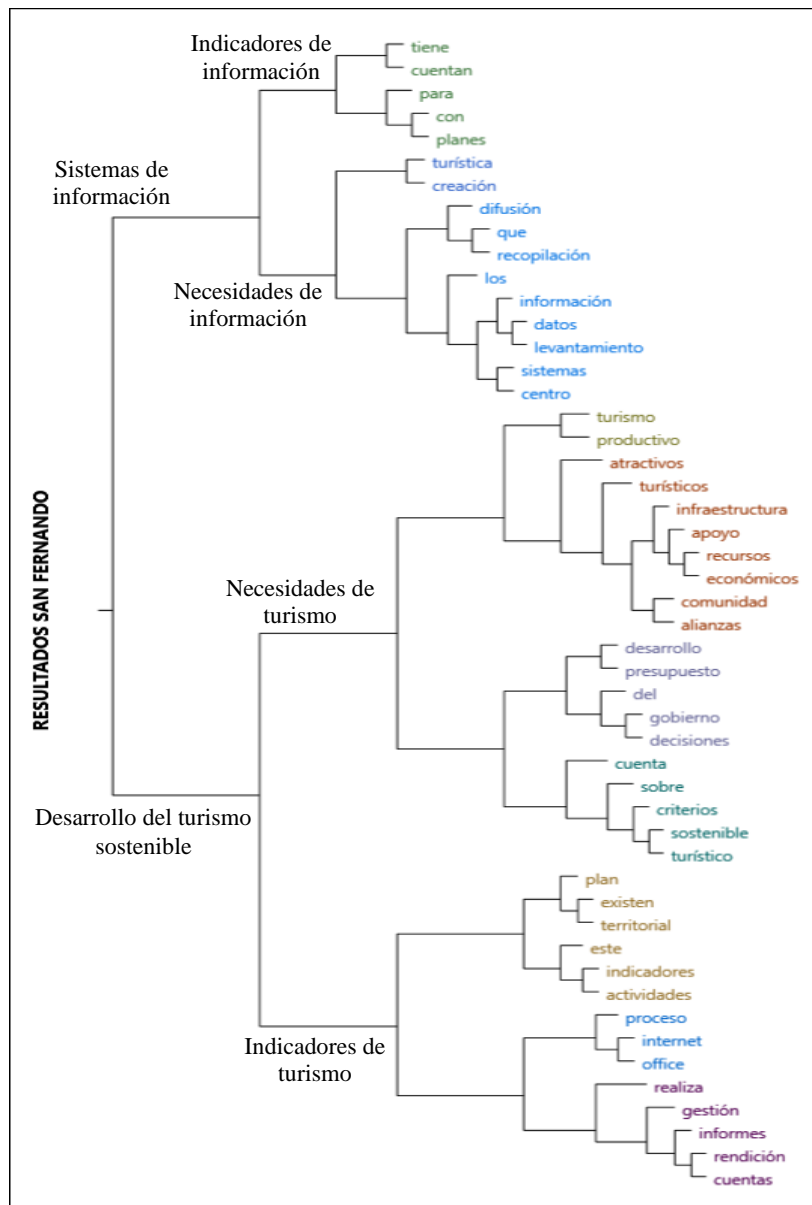 Indicadores de
información
tiene
cuentan
para
con
planes
Sistemas de
información
turística
creación
difusión
que
recopilación
Necesidades de
información
los
información
datos
levantamiento
sistemas
centro
RESULTADOS SAN FERNANDO
turismo
productivo
atractivos
turísticos
infraestructura
apoyo
recursos
económicos
comunidad
alianzas
Necesidades de
turismo
desarrollo
presupuesto
del
gobierno
decisiones
cuenta
sobre
criterios
sostenible
turístico
Desarrollo del turismo
sostenible
plan
existen
territorial
este
indicadores
actividades
Indicadores de
turismo
proceso
internet
office
realiza
gestión
informes
rendición
cuentas